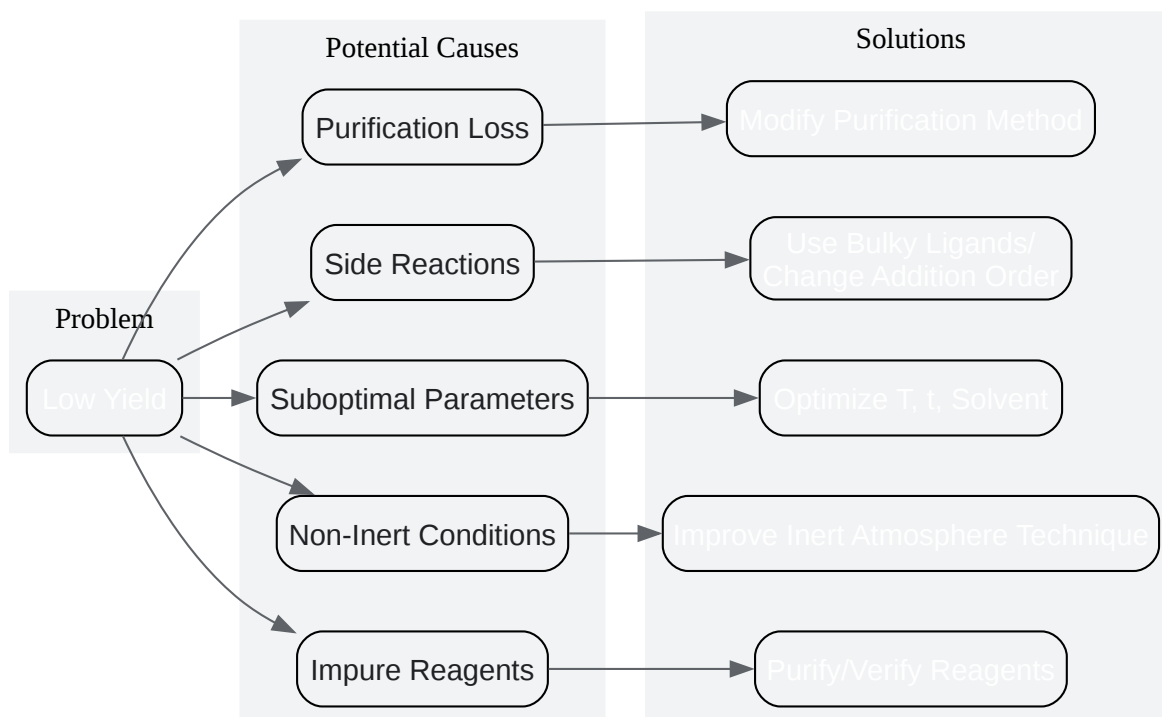 Problem
Low Yield
Potential Causes
Purification Loss
Side Reactions
Suboptimal Parameters
Non-Inert Conditions
Impure Reagents
Solutions
Modify Purification Method
Use Bulky Ligands/
Change Addition Order
Optimize T, t, Solvent
Improve Inert Atmosphere Technique
Purify/Verify Reagents